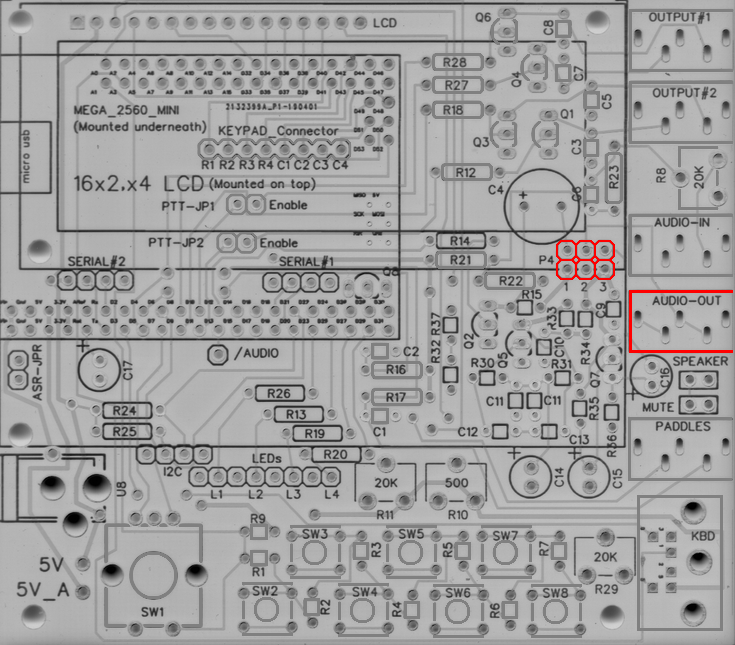 LCD
Q6
C8
OUTPUT#1
R28
Q4
C7
R27
R18
C5
OUTPUT#2
MEGA_2560_MINI
2132399A_P1-190401
(Mounted underneath)
KEYPAD_Connector
Q3
Q1
C3
micro usb
R1 R2 R3 R4 C1 C2 C3 C4
R12
C4
R23
R8
20K
16x2.x4 LCD (Mounted on top)
PTT-JP1
Enable
AUDIO-IN
PTT-JP2
Enable
R14
R21
P4
SERIAL#2
SERIAL#1
R22
1 2 3
R15
C9
AUDIO-OUT
R37
R33
Q2
C10
R34
ASR-JPR
C17
/AUDIO
C2
R32
Q5
R16
R30
R31
Q7
C16
SPEAKER
R26
R17
C11
C11
R35
MUTE
R24
R13
C1
R25
R19
C12
C13
R36
PADDLES
LEDs
R20
I2C
U8
L1 L2 L3 L4
20K
R11
500
R10
C14
C15
R9
SW3
R3
SW5
R5
SW7
R7
20K
KBD
5V
R1
R29
5V_A
SW1
SW2
R2
SW4
R4
SW6
R6
SW8